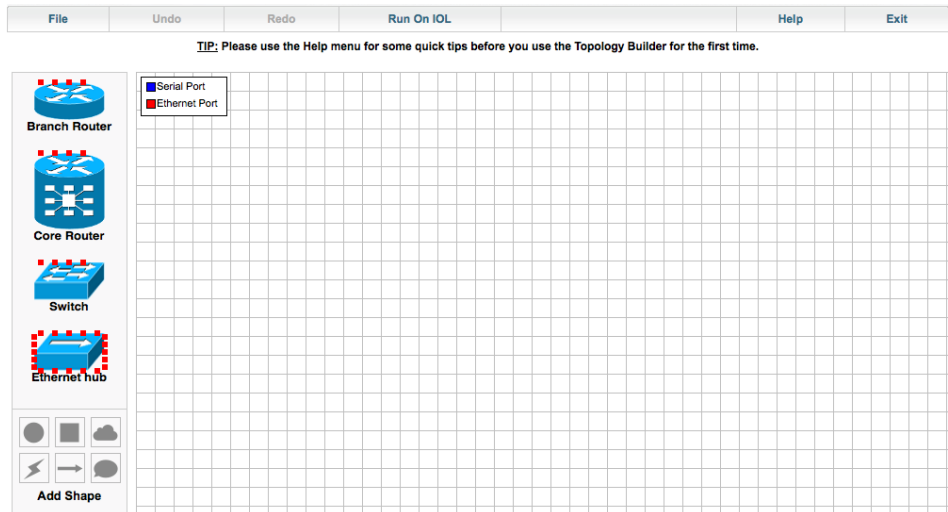 File Undo Redo Run On IOL Help Exit
TIP: Please use the Help menu for some quick tips before you use the Topology Builder for the first time.
Serial Port
Ethernet Port
Branch Router
Core Router
Switch
Ethernet hub
Add Shape